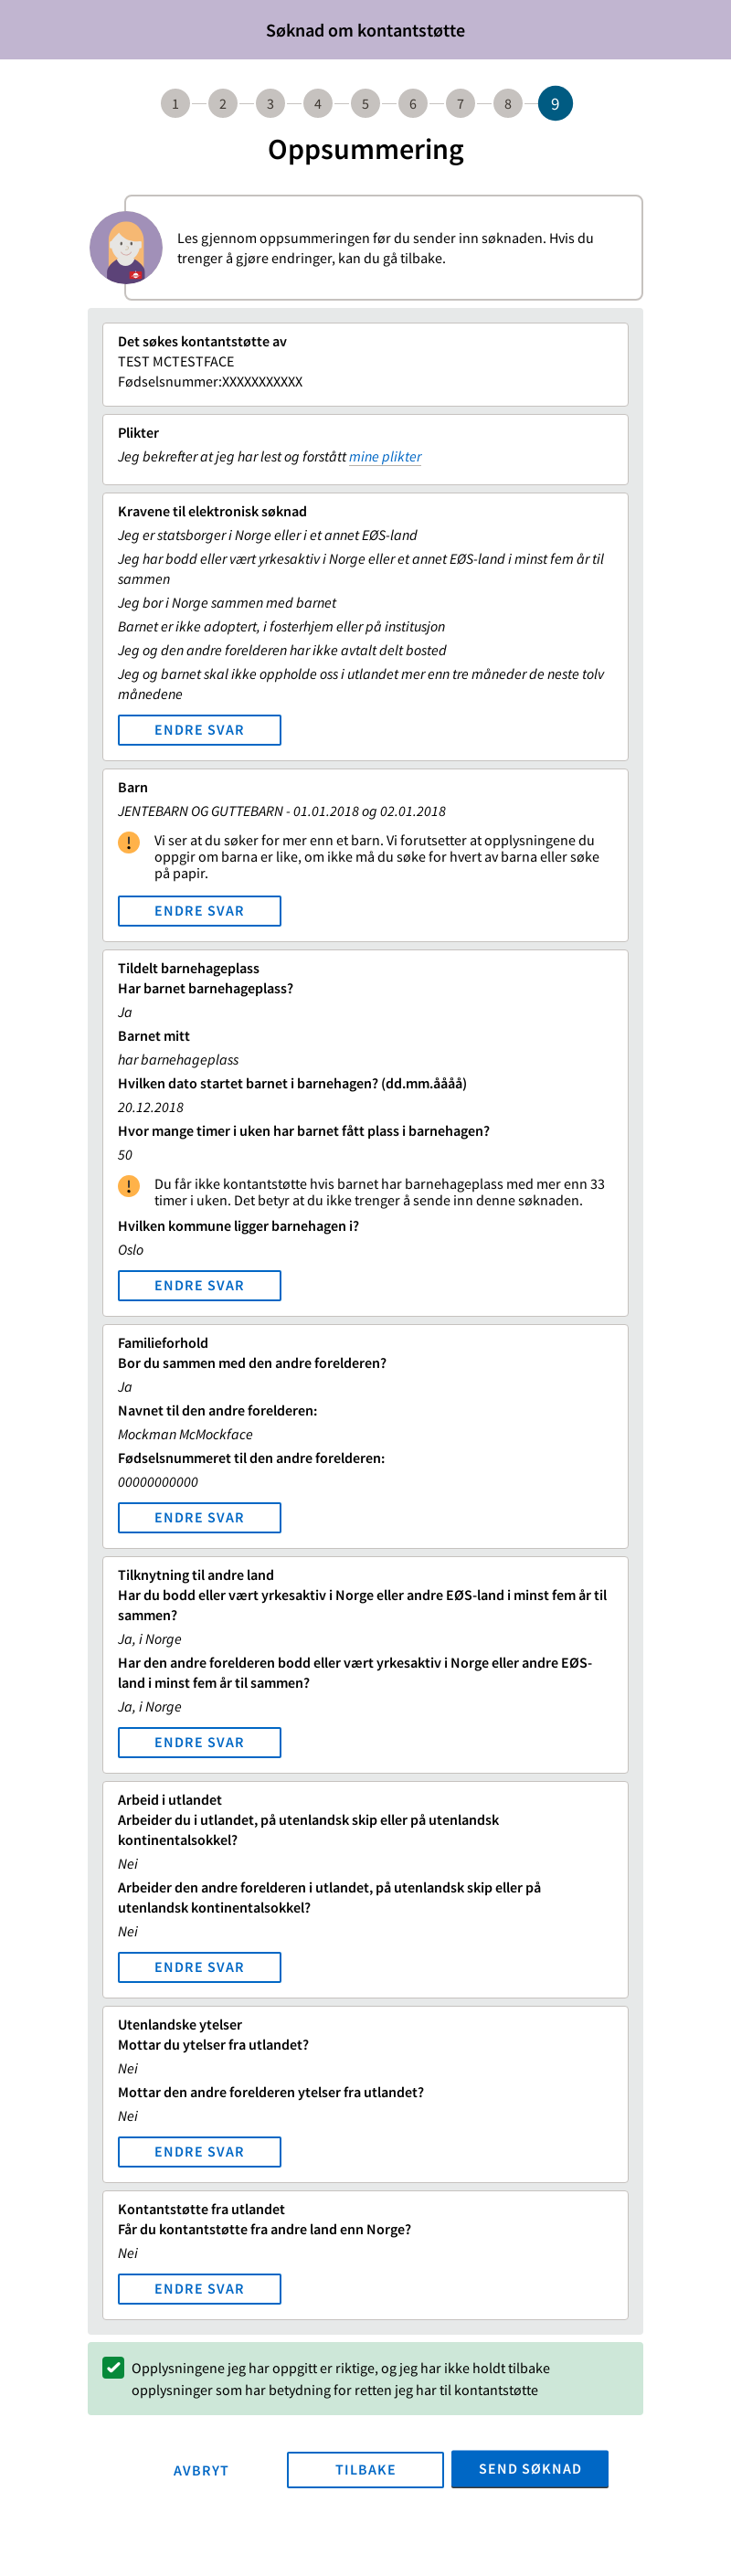 Søknad om kontantstøtte
1 2 3 4 5 6 7 8 9
Oppsummering
Les gjennom oppsummeringen før du sender inn søknaden. Hvis du
trenger å gjøre endringer, kan du gå tilbake.
Det søkes kontantstøtte av
TEST MCTESTFACE
Fødselsnummer:XXXXXXXXXXX
Plikter
Jeg bekrefter at jeg har lest og forstått mine plikter
Kravene til elektronisk søknad
Jeg er statsborger i Norge eller i et annet EØS-land
Jeg har bodd eller vært yrkesaktiv i Norge eller et annet EØS-land i minst fem år til
sammen
Jeg bor i Norge sammen med barnet
Barnet er ikke adoptert, i fosterhjem eller på institusjon
Jeg og den andre forelderen har ikke avtalt delt bosted
Jeg og barnet skal ikke oppholde oss i utlandet mer enn tre måneder de neste tolv
månedene
ENDRE SVAR
Barn
JENTEBARN OG GUTTEBARN - 01.01.2018 og 02.01.2018
Vi ser at du søker for mer enn et barn. Vi forutsetter at opplysningene du
oppgir om barna er like, om ikke må du søke for hvert av barna eller søke
på papir.
ENDRE SVAR
Tildelt barnehageplass
Har barnet barnehageplass?
Ja
Barnet mitt
har barnehageplass
Hvilken dato startet barnet i barnehagen? (dd.mm.åååå)
20.12.2018
Hvor mange timer i uken har barnet fått plass i barnehagen?
50
Du får ikke kontantstøtte hvis barnet har barnehageplass med mer enn 33
timer i uken. Det betyr at du ikke trenger å sende inn denne søknaden.
Hvilken kommune ligger barnehagen i?
Oslo
ENDRE SVAR
Familieforhold
Bor du sammen med den andre forelderen?
Ja
Navnet til den andre forelderen:
Mockman McMockface
Fødselsnummeret til den andre forelderen:
00000000000
ENDRE SVAR
Tilknytning til andre land
Har du bodd eller vært yrkesaktiv i Norge eller andre EØS-land i minst fem år til
sammen?
Ja, i Norge
Har den andre forelderen bodd eller vært yrkesaktiv i Norge eller andre EØS-
land i minst fem år til sammen?
Ja, i Norge
ENDRE SVAR
Arbeid i utlandet
Arbeider du i utlandet, på utenlandsk skip eller på utenlandsk
kontinentalsokkel?
Nei
Arbeider den andre forelderen i utlandet, på utenlandsk skip eller på
utenlandsk kontinentalsokkel?
Nei
ENDRE SVAR
Utenlandske ytelser
Mottar du ytelser fra utlandet?
Nei
Mottar den andre forelderen ytelser fra utlandet?
Nei
ENDRE SVAR
Kontantstøtte fra utlandet
Får du kontantstøtte fra andre land enn Norge?
Nei
ENDRE SVAR
Opplysningene jeg har oppgitt er riktige, og jeg har ikke holdt tilbake
opplysninger som har betydning for retten jeg har til kontantstøtte
AVBRYT TILBAKE SEND SØKNAD